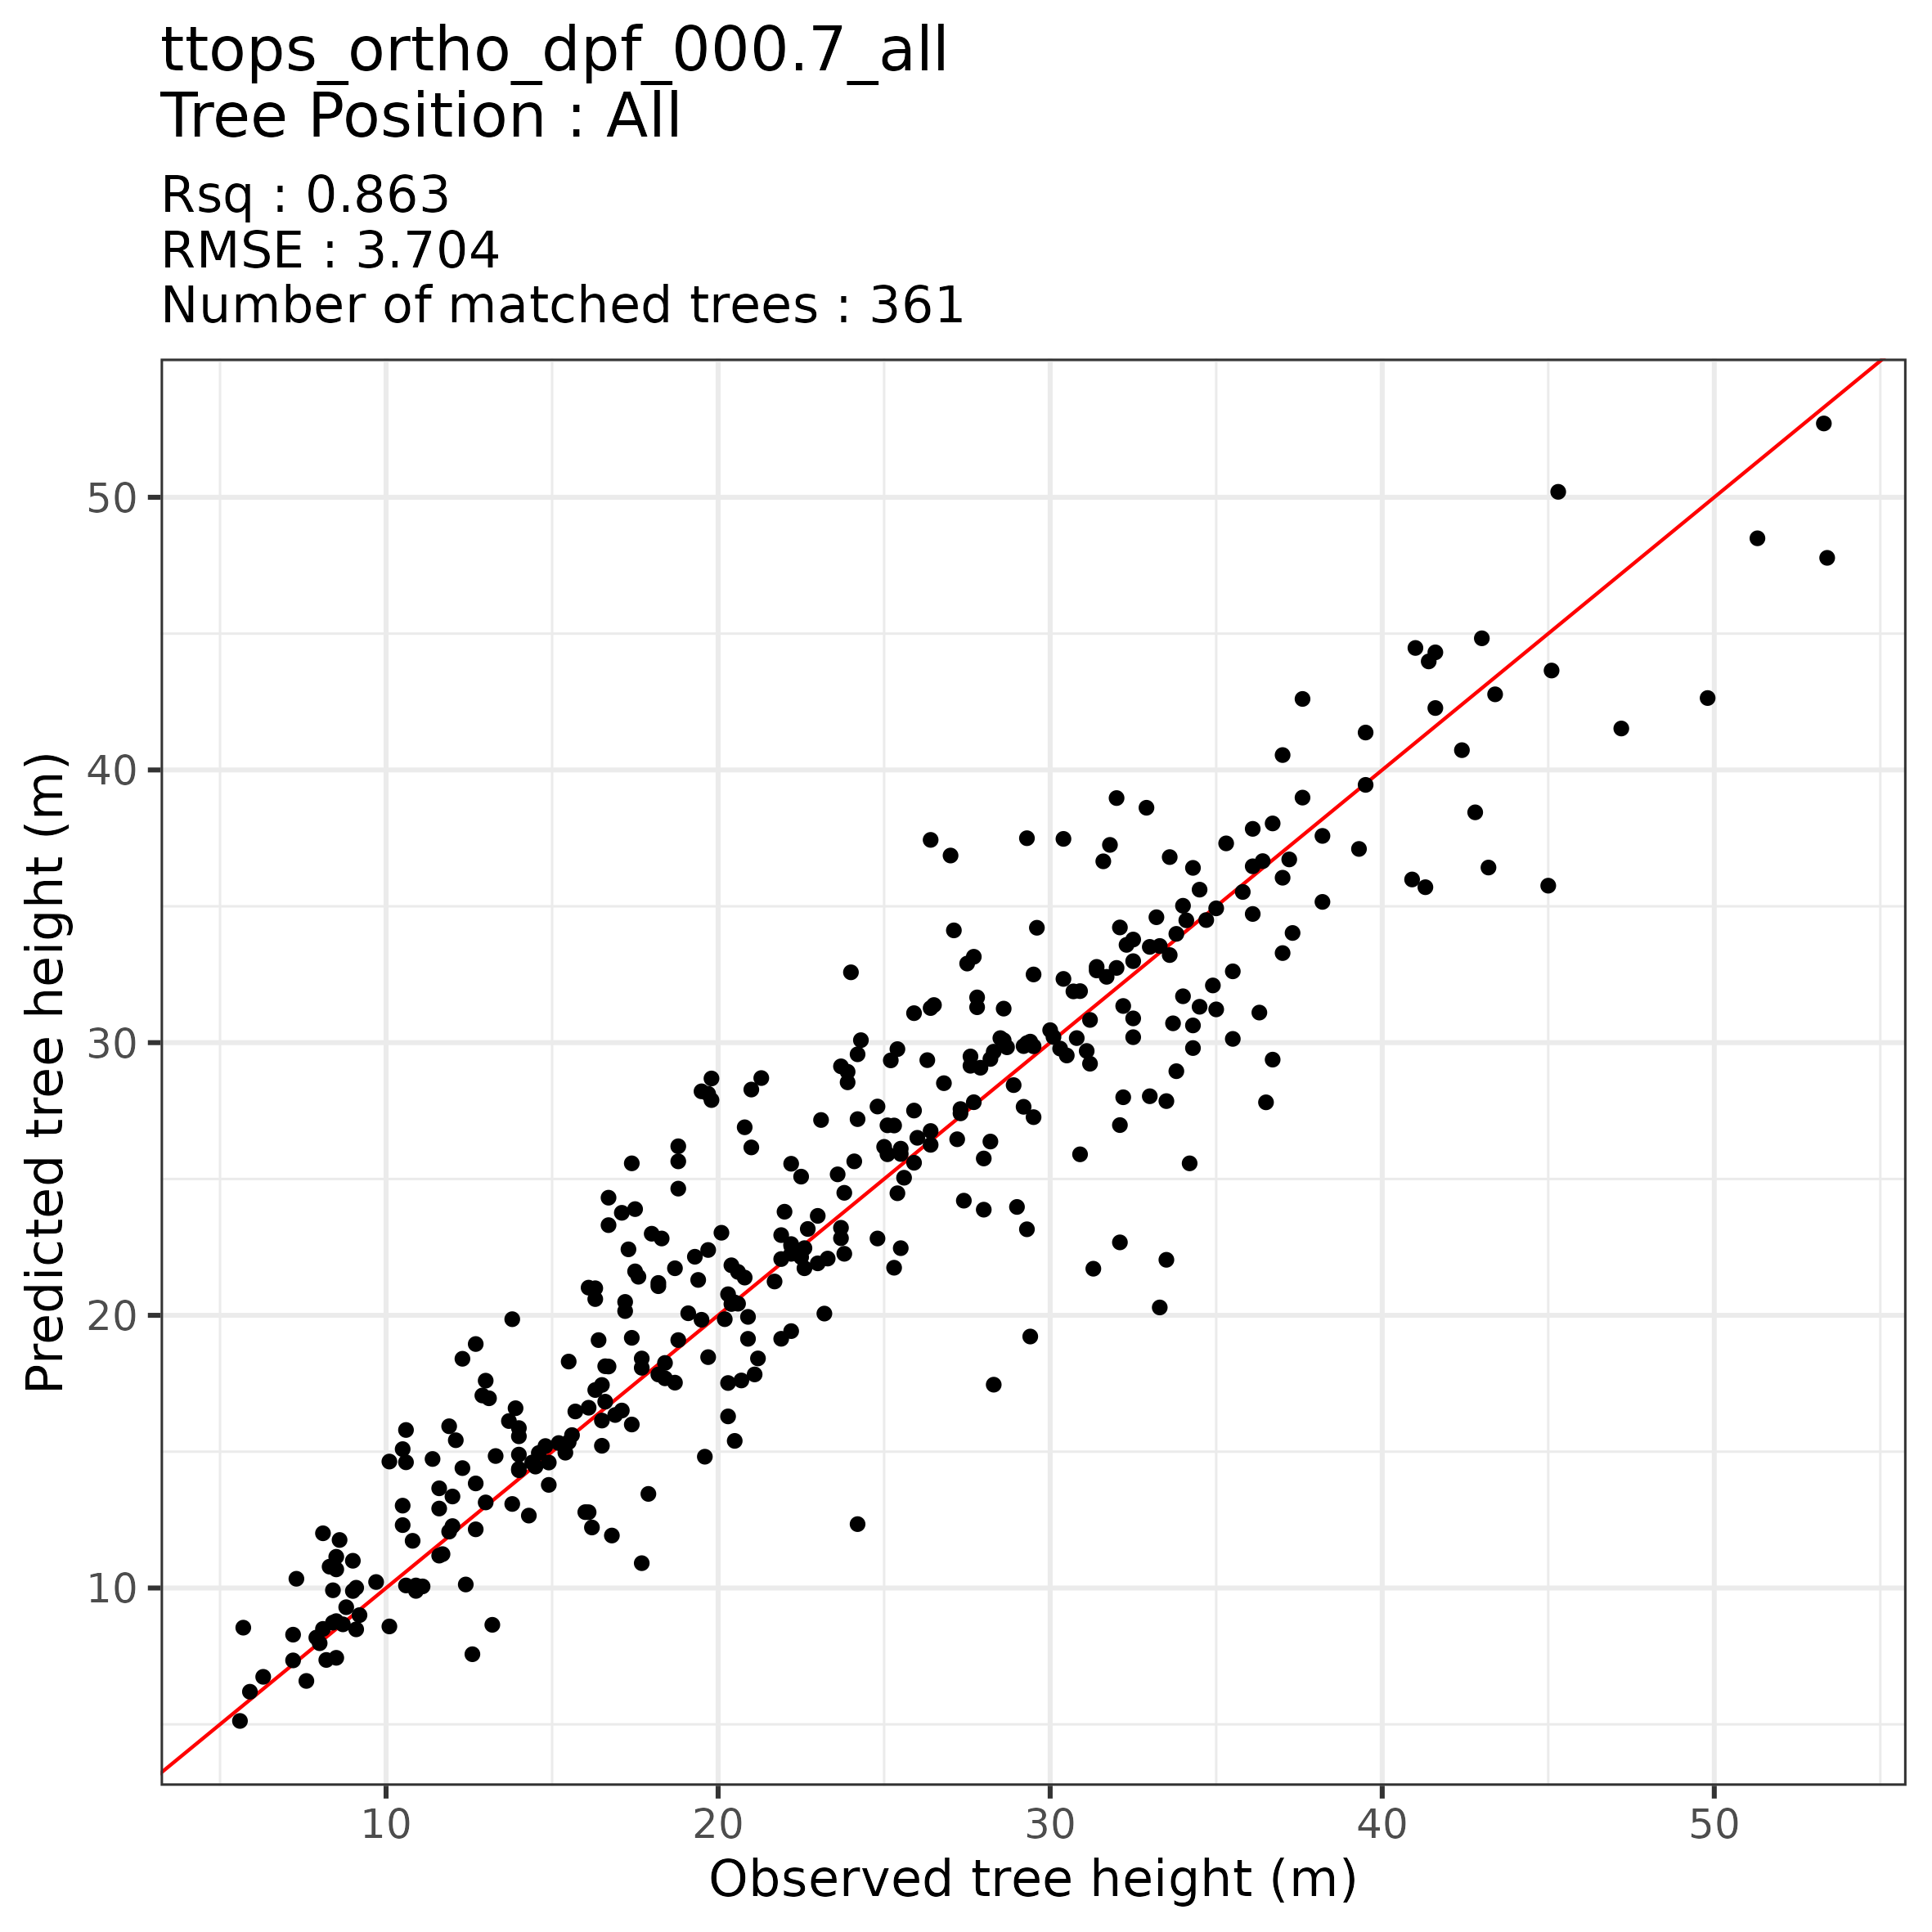 ttops_ortho_dpf_000.7_all
Tree Position : All
Rsq : 0.863
RMSE : 3.704
Number of matched trees : 361
Predicted tree height (m)
50
40
30
20
10
10 20 30 40 50
Observed tree height (m)